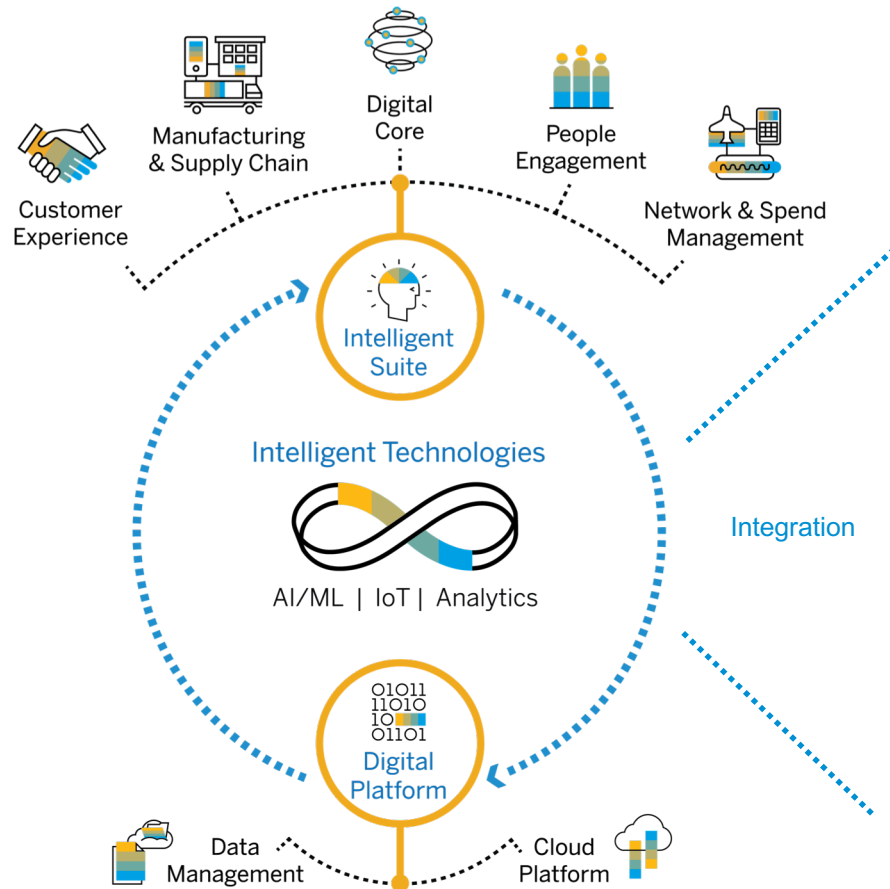 Digital
Core
Manufacturing
& Supply Chain
People
Engagement
Customer
Experience
Network & Spend
Management
Intelligent
Suite
Intelligent Technologies
AI/ML | IoT | Analytics
Integration
01011
11010
10
01101
Digital
Platform
Data
Management
Cloud
Platform